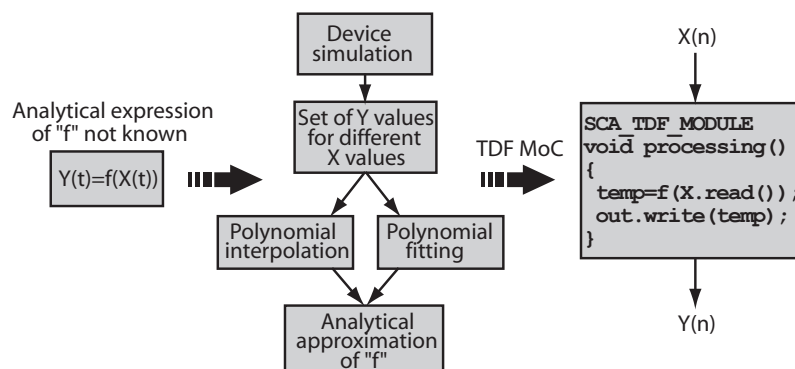 Analytical expression
of "f" not known
Y(t)=f(X(t))
Device
simulation
Set of Y values
for different
X values
Polynomial
interpolation
Polynomial
fitting
Analytical
approximation
of "f"
TDF MoC
X(n)
SCA_TDF_MODULE
void processing()
{
temp=f(X.read());
out.write(temp);
}
Y(n)